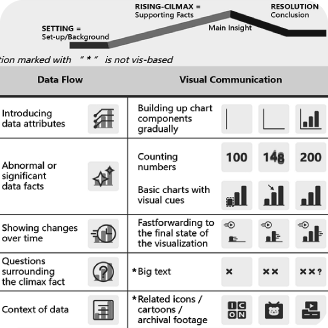 RISING-CILMAX =
Supporting Facts
RESOLUTION
Conclusion
SETTING =
Set-up/Background
Main Insight
tion marked with "*" is not vis-based
Data Flow
Visual Communication
Introducing
data attributes
Building up chart
components
gradually
Abnormal or
significant
data facts
Counting
numbers
100
200
Basic charts with
visual cues
Showing changes
over time
Fastforwarding to
the final state of
the visualization
Questions
surrounding
the climax fact
?
*Big text
×
××
××?
Context of data
*Related icons /
cartoons /
archival footage
ICON